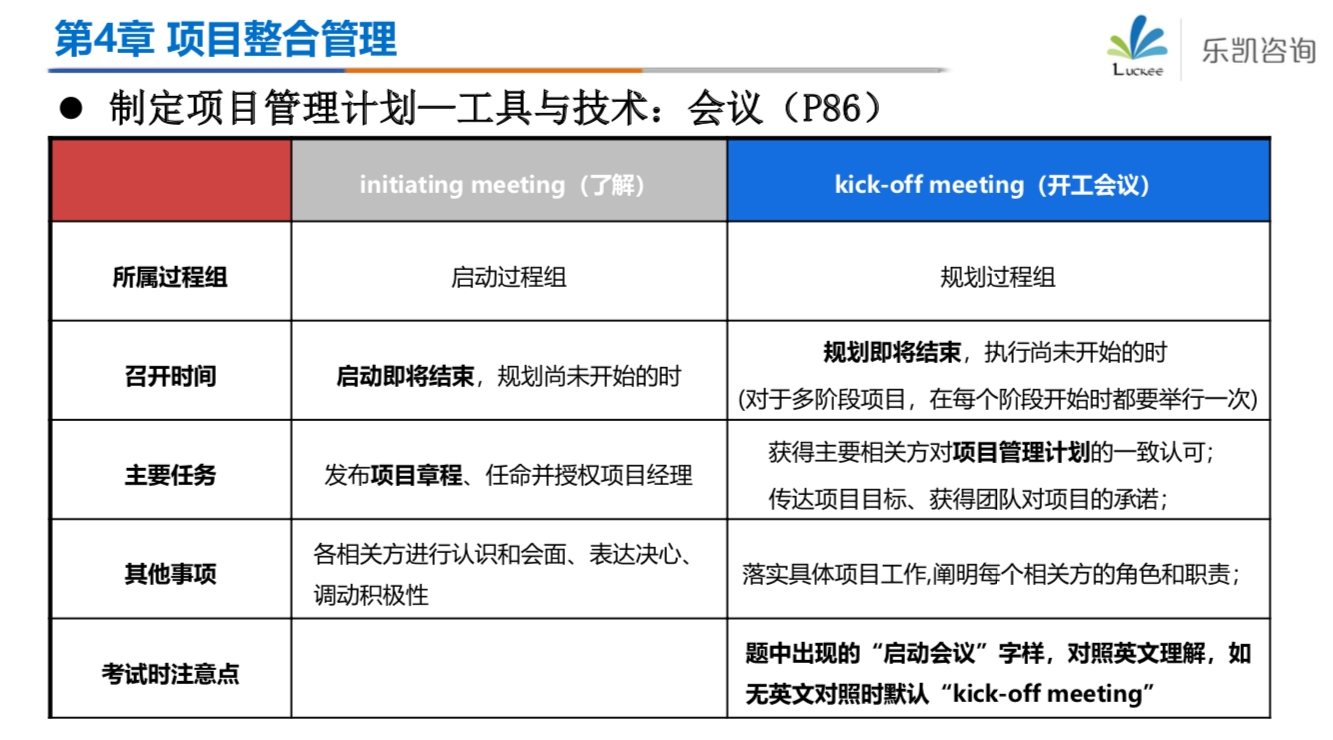 第4章 项目整合管理
Luckee
乐凯咨询
● 制定项目管理计划—工具与技术：会议（P86）
initiating meeting（了解）
kick-off meeting（开工会议）
所属过程组
启动过程组
规划过程组
召开时间
启动即将结束，规划尚未开始的时
规划即将结束，执行尚未开始的时
(对于多阶段项目，在每个阶段开始时都要举行一次)
主要任务
发布项目章程、任命并授权项目经理
获得主要相关方对项目管理计划的一致认可；
传达项目目标、获得团队对项目的承诺；
其他事项
各相关方进行认识和会面、表达决心、
调动积极性
落实具体项目工作,阐明每个相关方的角色和职责；
考试时注意点
题中出现的“启动会议”字样，对照英文理解，如
无英文对照时默认“kick-off meeting”